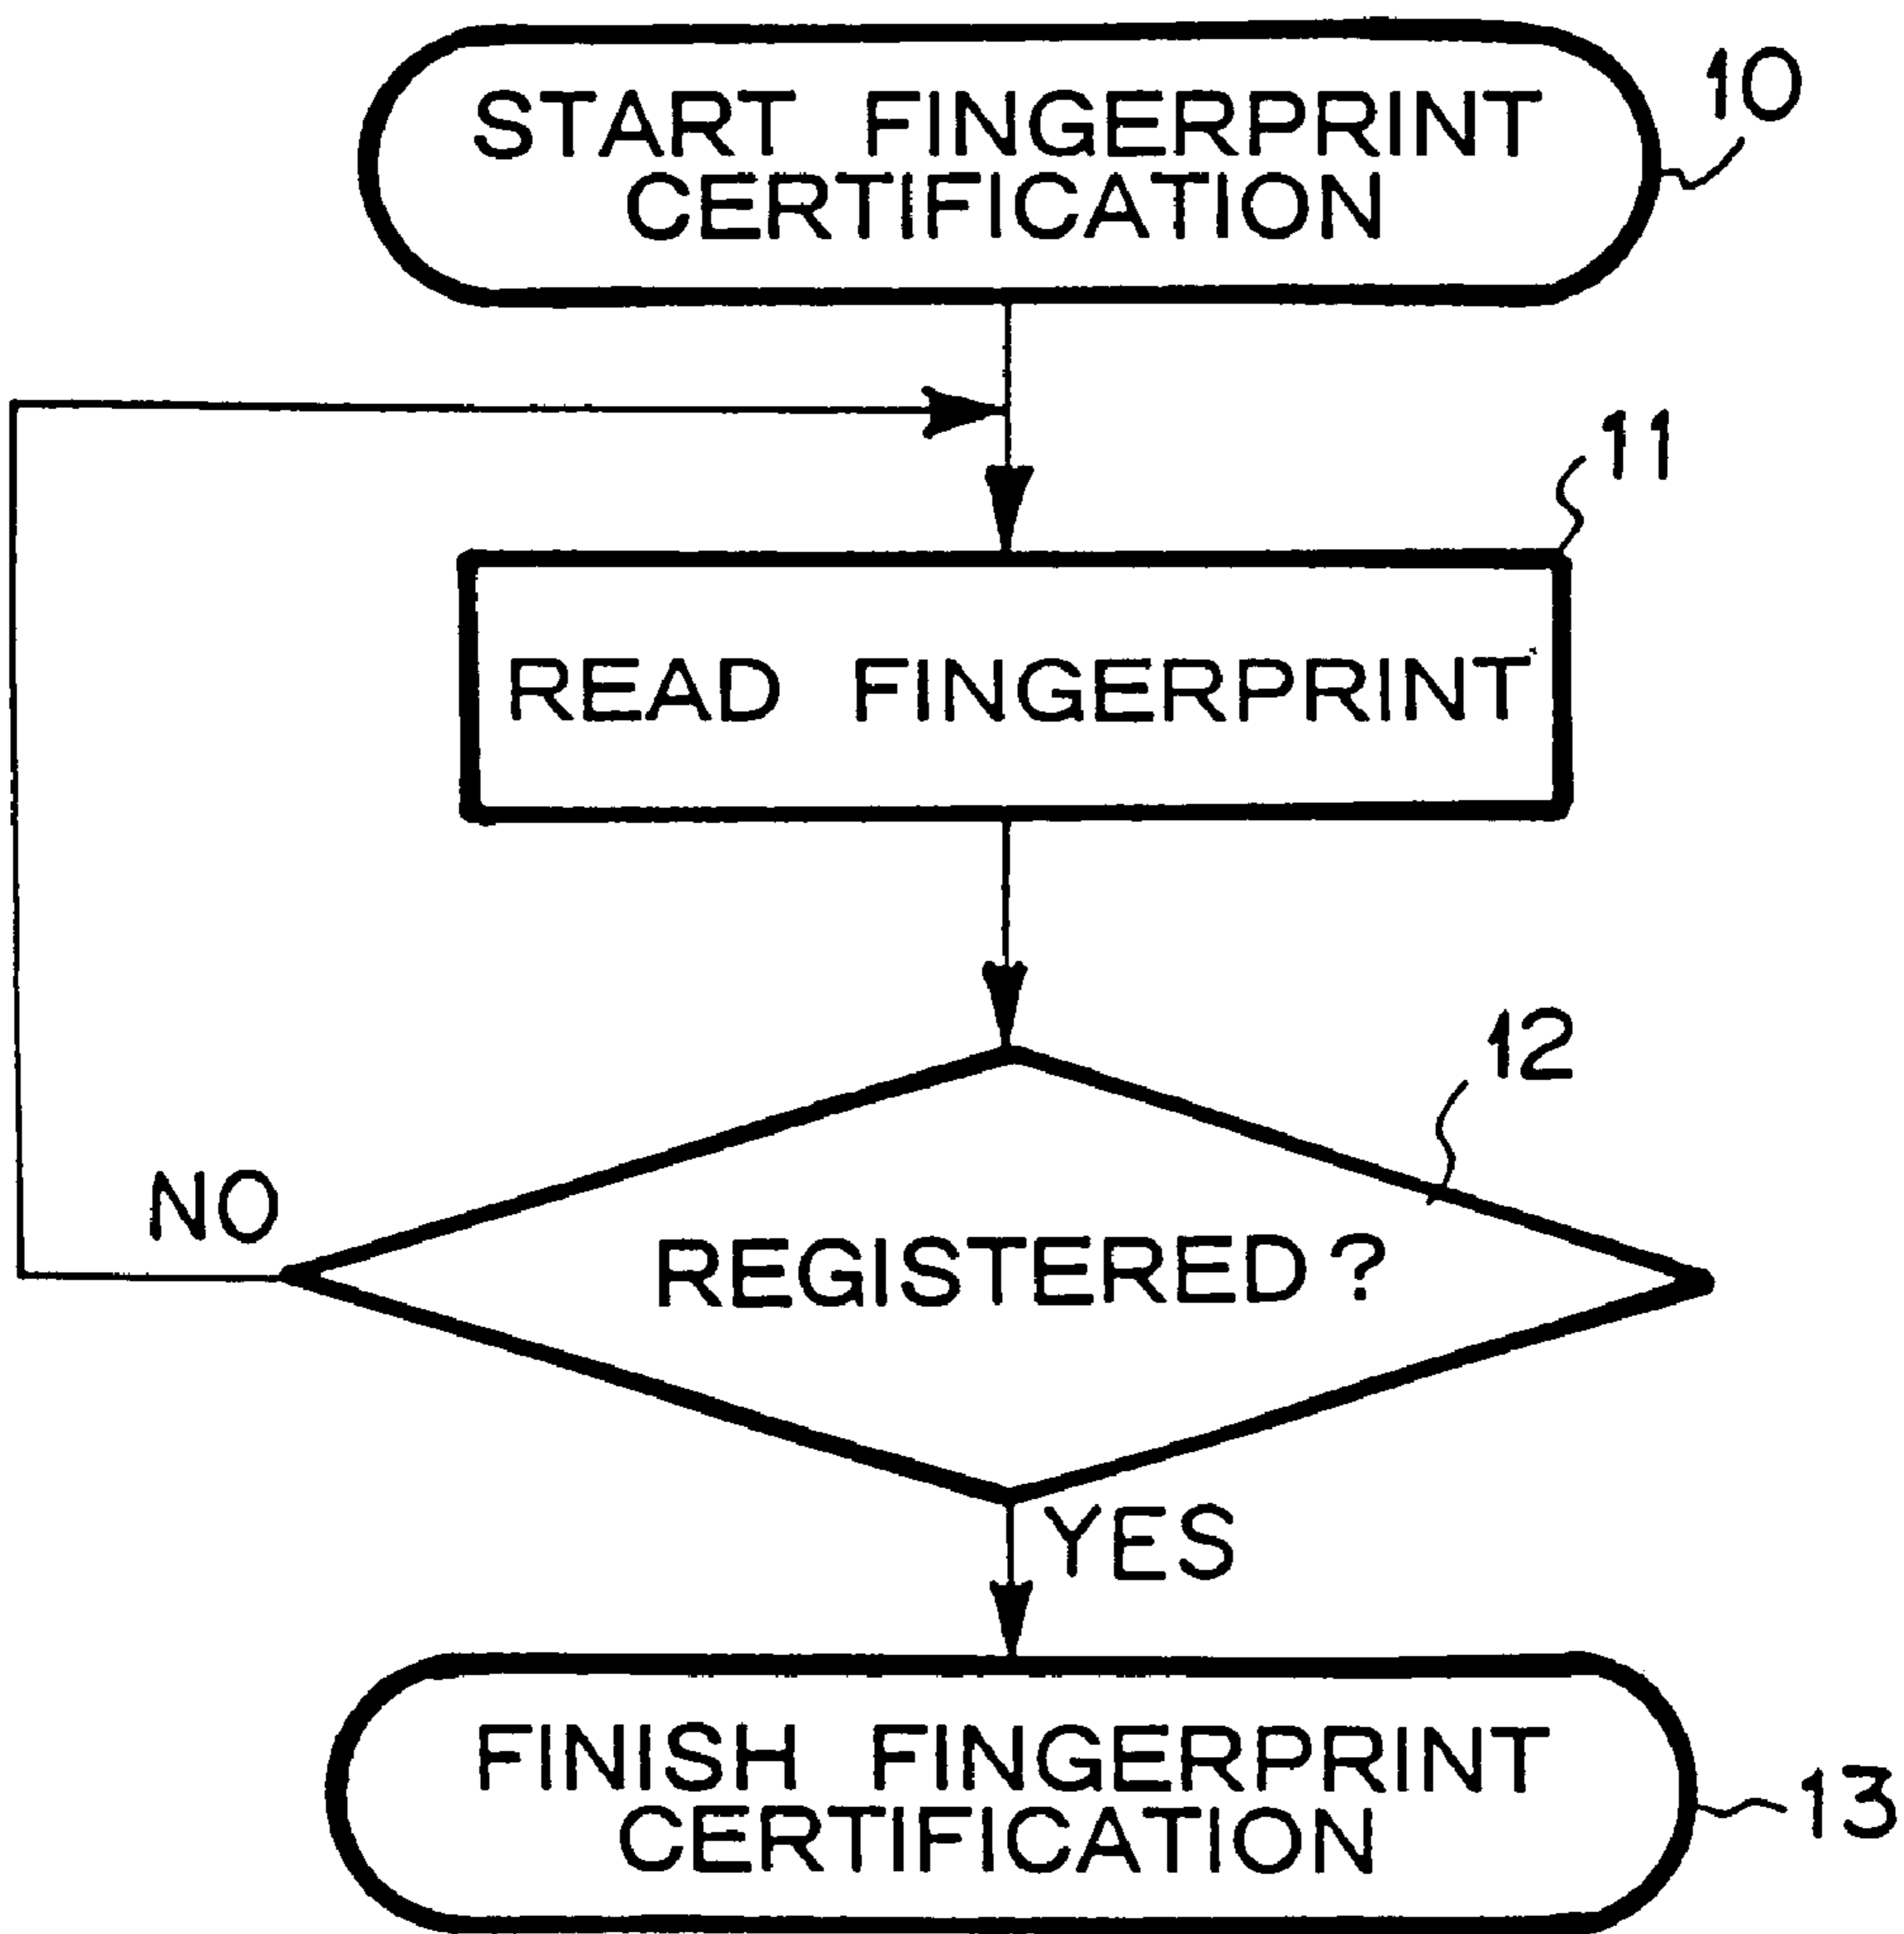 START FINGERPRINT
CERTIFICATION
10
11
READ FINGERPRINT
12
NO
REGISTERED ?
YES
FINISH FINGERPRINT
CERTIFICATION
13